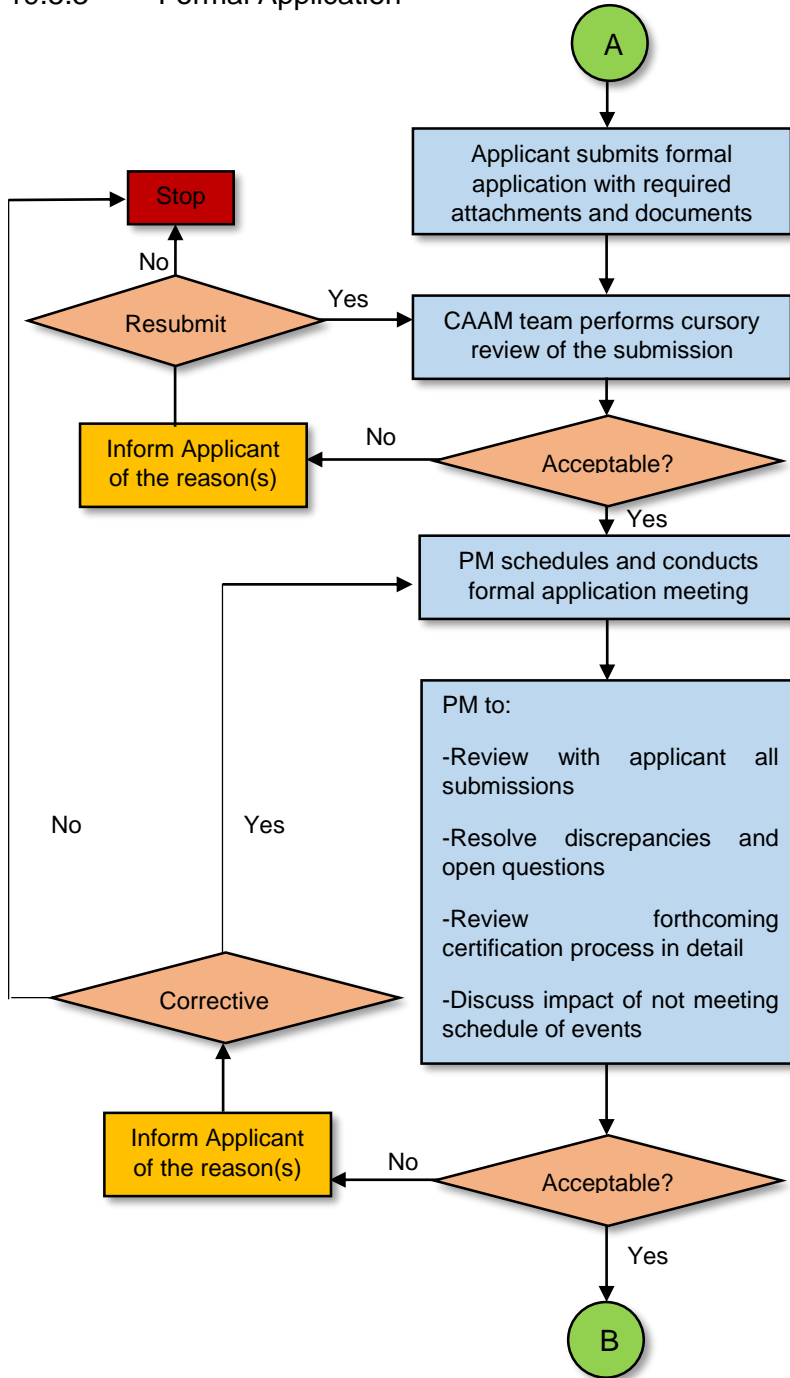 Formal Application
A
Applicant submits formal
application with required
attachments and documents
Stop
No
Resubmit
Yes
CAAM team performs cursory
review of the submission
Inform Applicant
of the reason(s)
No
Acceptable?
Yes
PM schedules and conducts
formal application meeting
PM to:
-Review with applicant all
submissions
-Resolve discrepancies and
open questions
-Review forthcoming
certification process in detail
-Discuss impact of not meeting
schedule of events
No
Yes
Corrective
Inform Applicant
of the reason(s)
No
Acceptable?
Yes
B